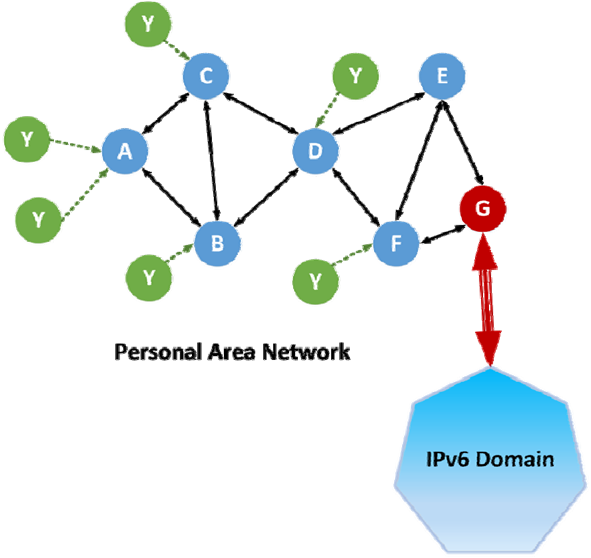 Y
C
Y
E
Y
A
D
Y
G
B
F
Y
Y
Personal Area Network
IPv6 Domain